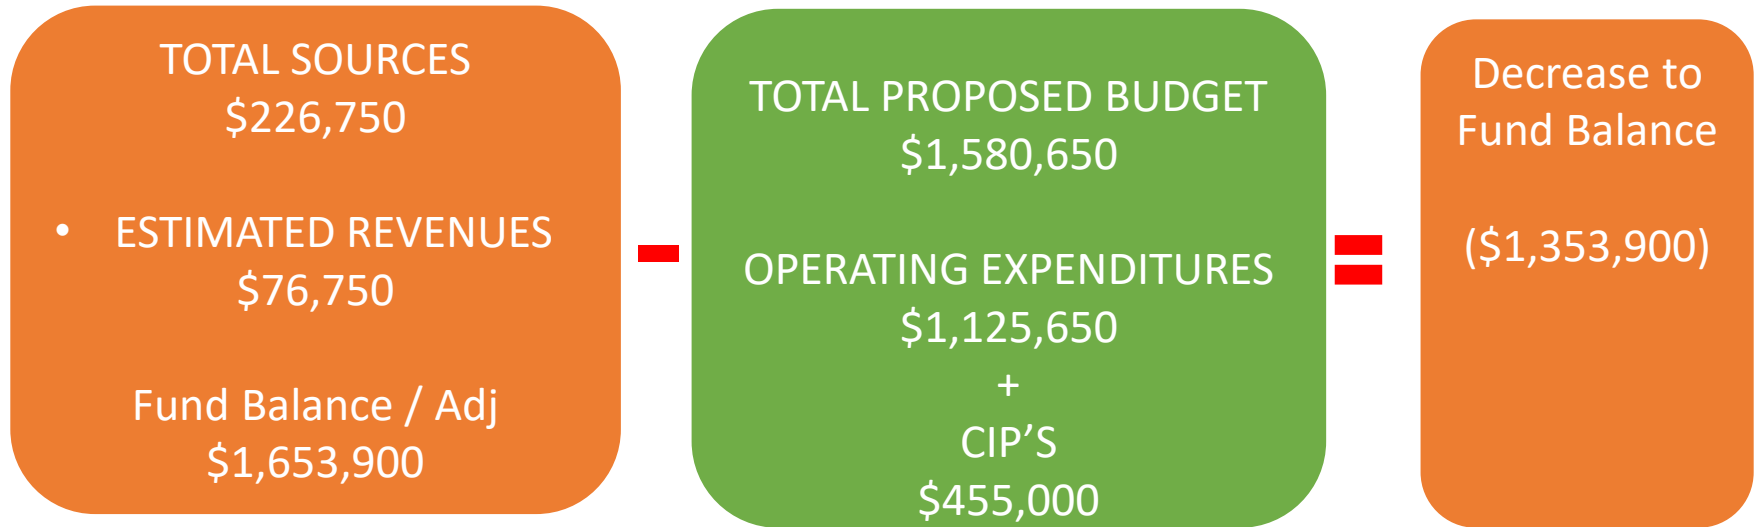 TOTAL SOURCES
$226,750
• ESTIMATED REVENUES
$76,750
Fund Balance / Adj
$1,653,900
-
TOTAL PROPOSED BUDGET
$1,580,650
OPERATING EXPENDITURES
$1,125,650
+
CIP’S
$455,000
=
Decrease to
Fund Balance
($1,353,900)